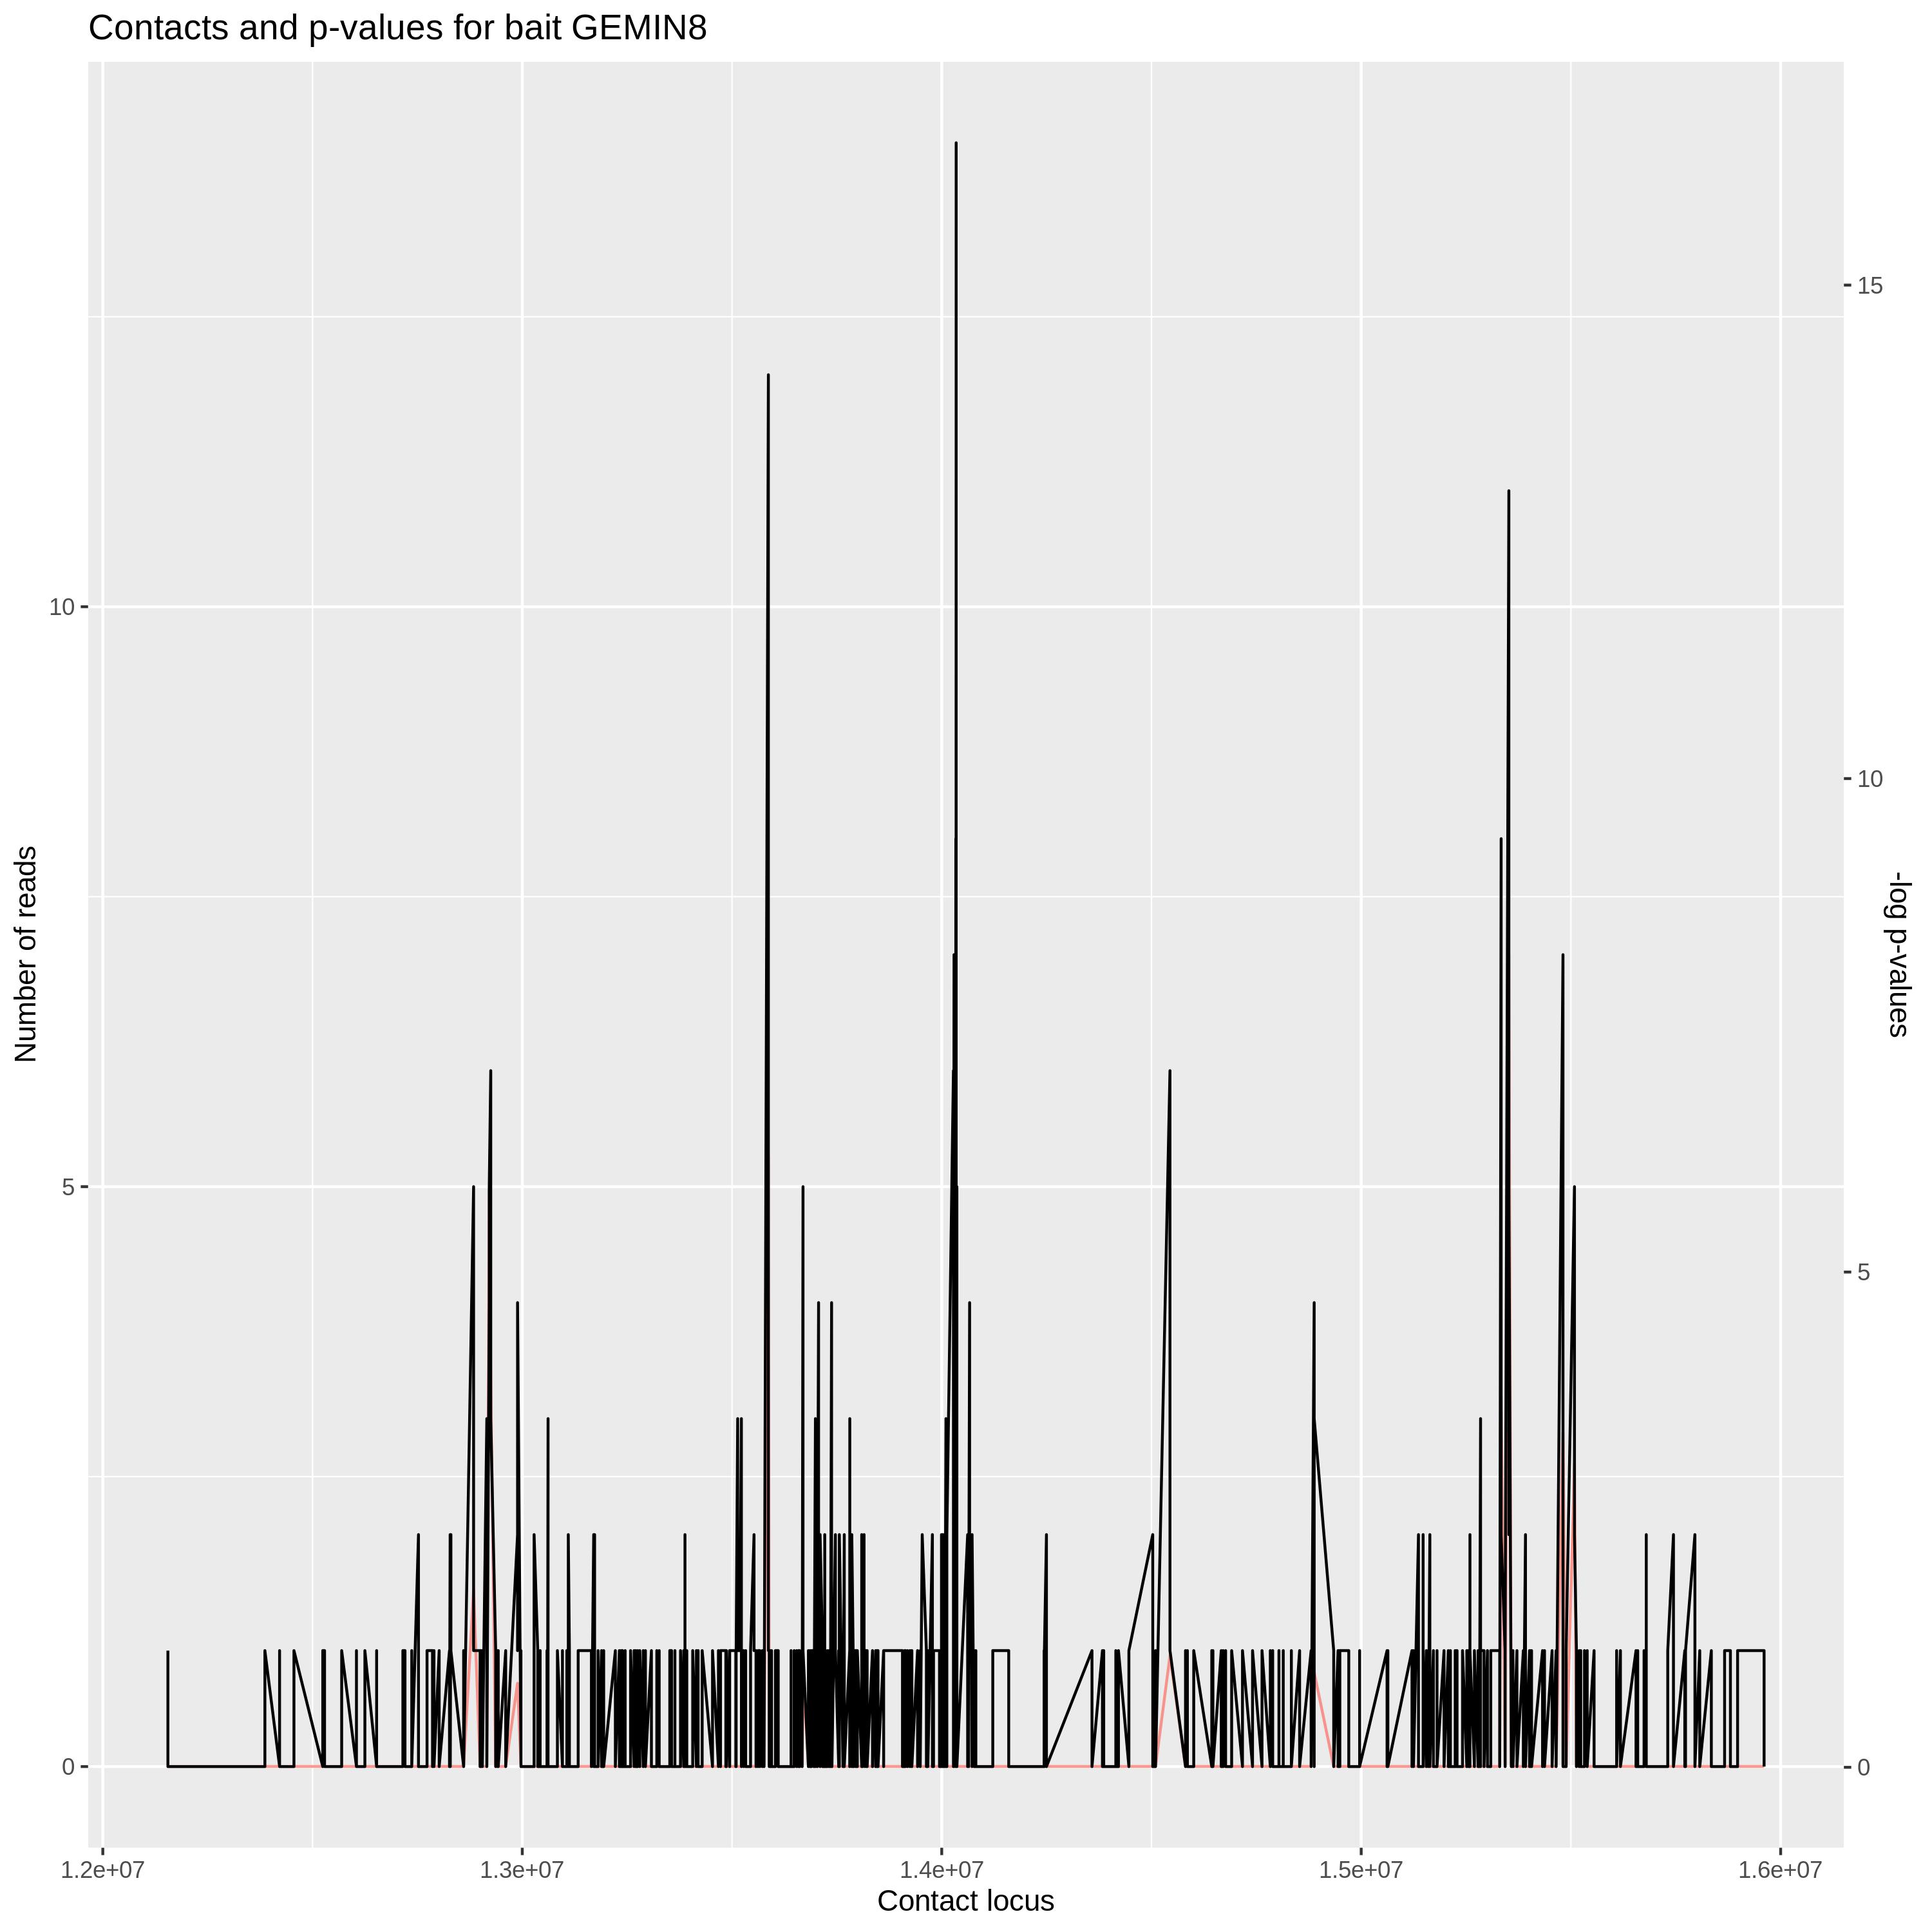 Contacts and p-values for bait GEMIN8
15
10
10
5
5
0
0
Number of reads
-log p-values
1.2e+07
1.3e+07
1.4e+07
1.5e+07
1.6e+07
Contact locus